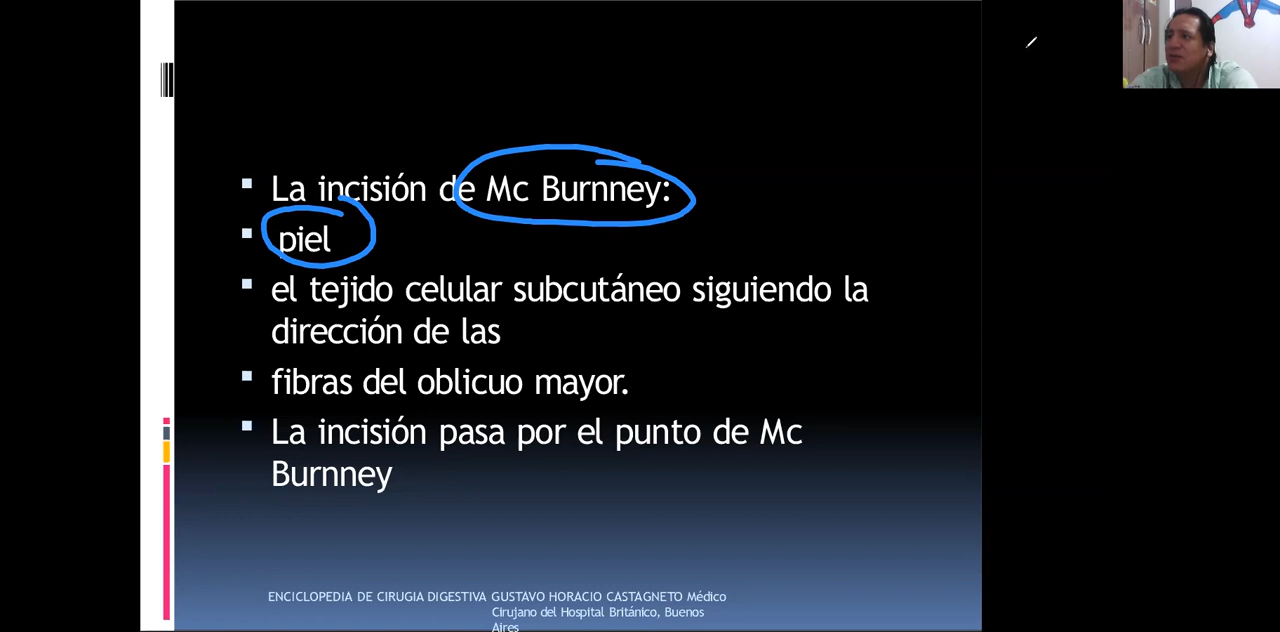 La incisión de Mc Burnney:
piel
el tejido celular subcutáneo siguiendo la
dirección de las
fibras del oblicuo mayor.
La incisión pasa por el punto de Mc
Burnney
ENCICLOPEDIA DE CIRUGIA DIGESTIVA GUSTAVO HORACIO CASTAGNETO Médico
Cirujano del Hospital Británico, Buenos
Aires